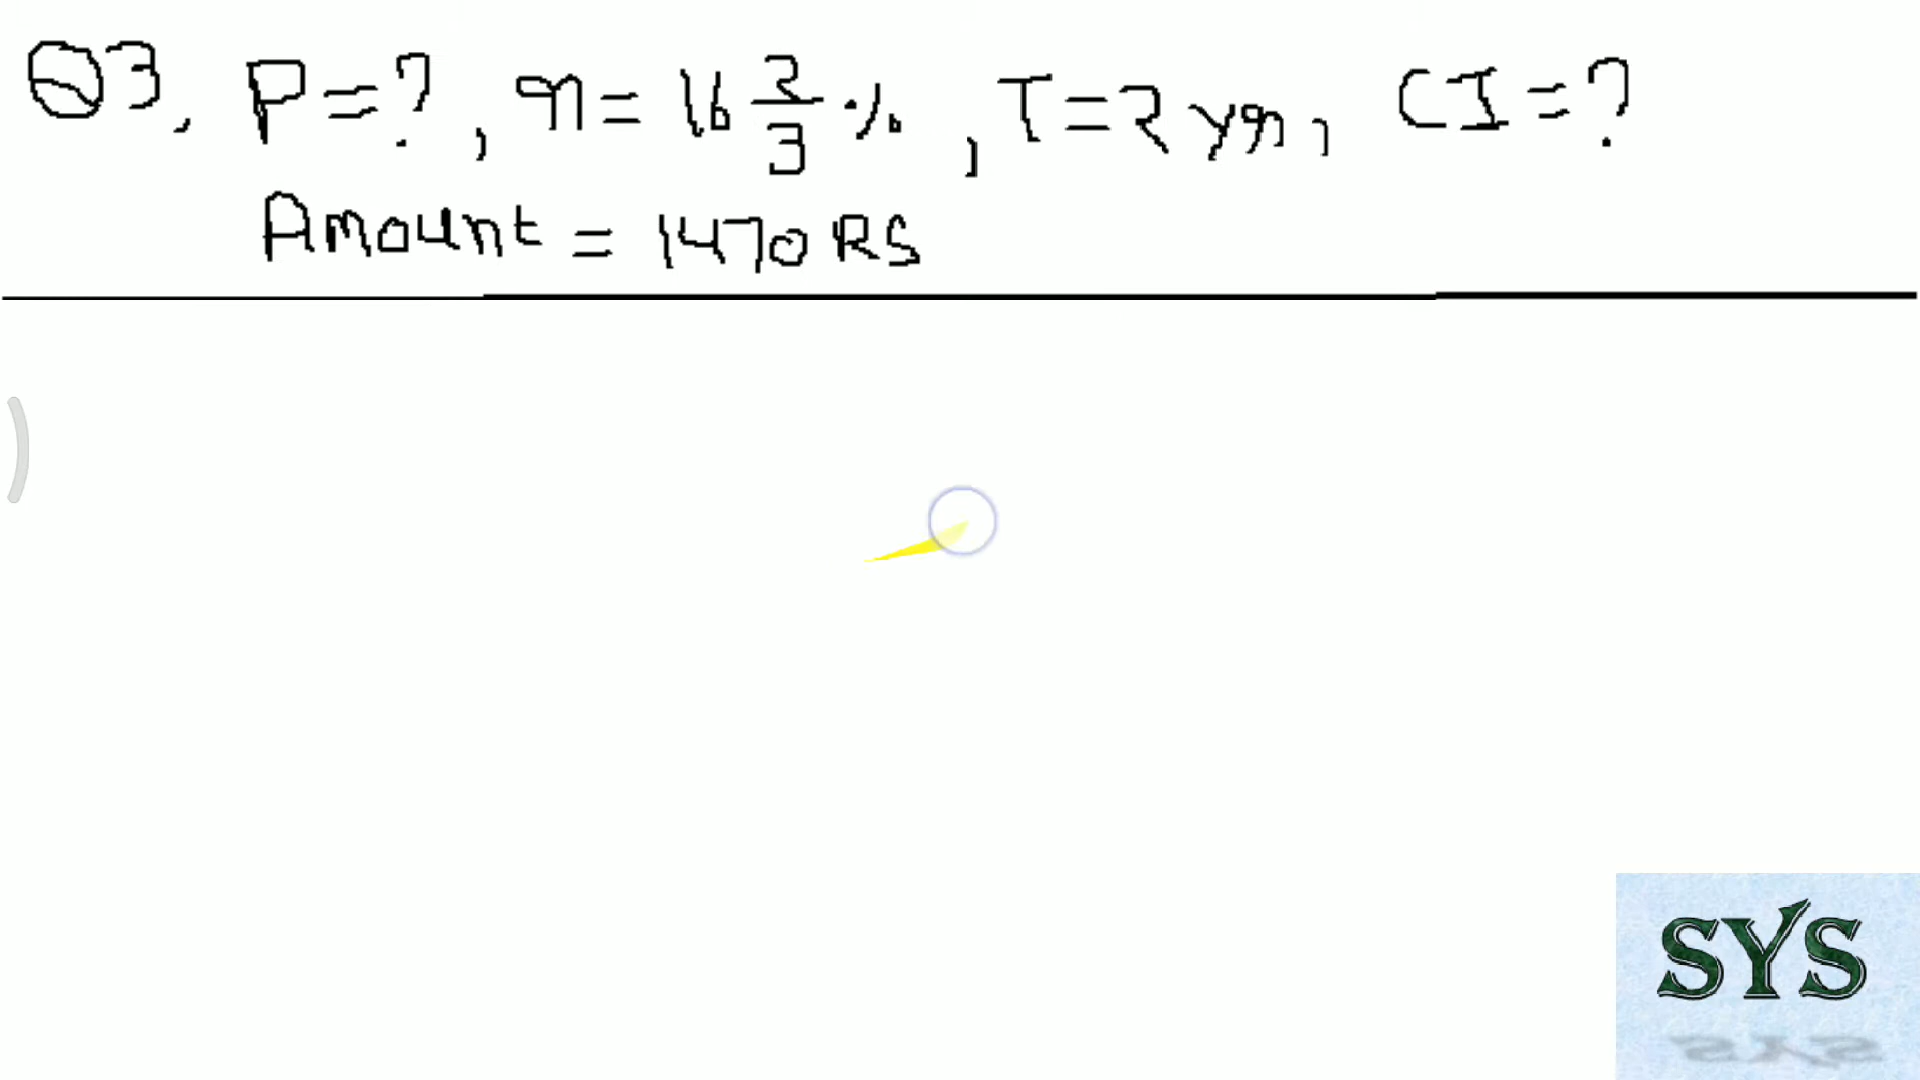 Q3, P=?, r= 16 2/3 %, T=2 yr, CI=?
Amount = 1470 RS
SYS